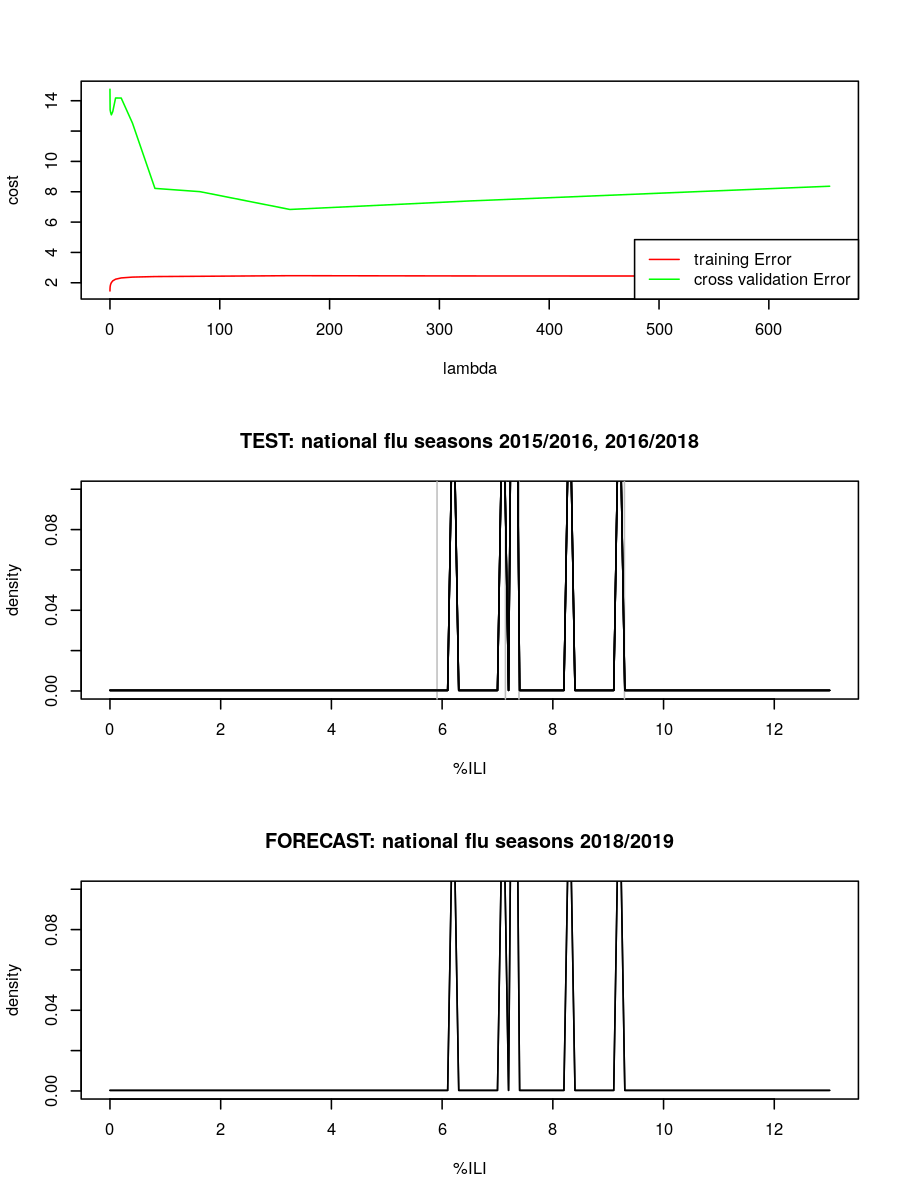 cost
2
4
6
8
10
14
training Error
cross validation Error
0 100 200 300 400 500 600
lambda
TEST: national flu seasons 2015/2016, 2016/2018
density
0.00
0.04
0.08
0 2 4 6 8 10 12
%ILI
FORECAST: national flu seasons 2018/2019
density
0.00
0.04
0.08
0 2 4 6 8 10 12
%ILI